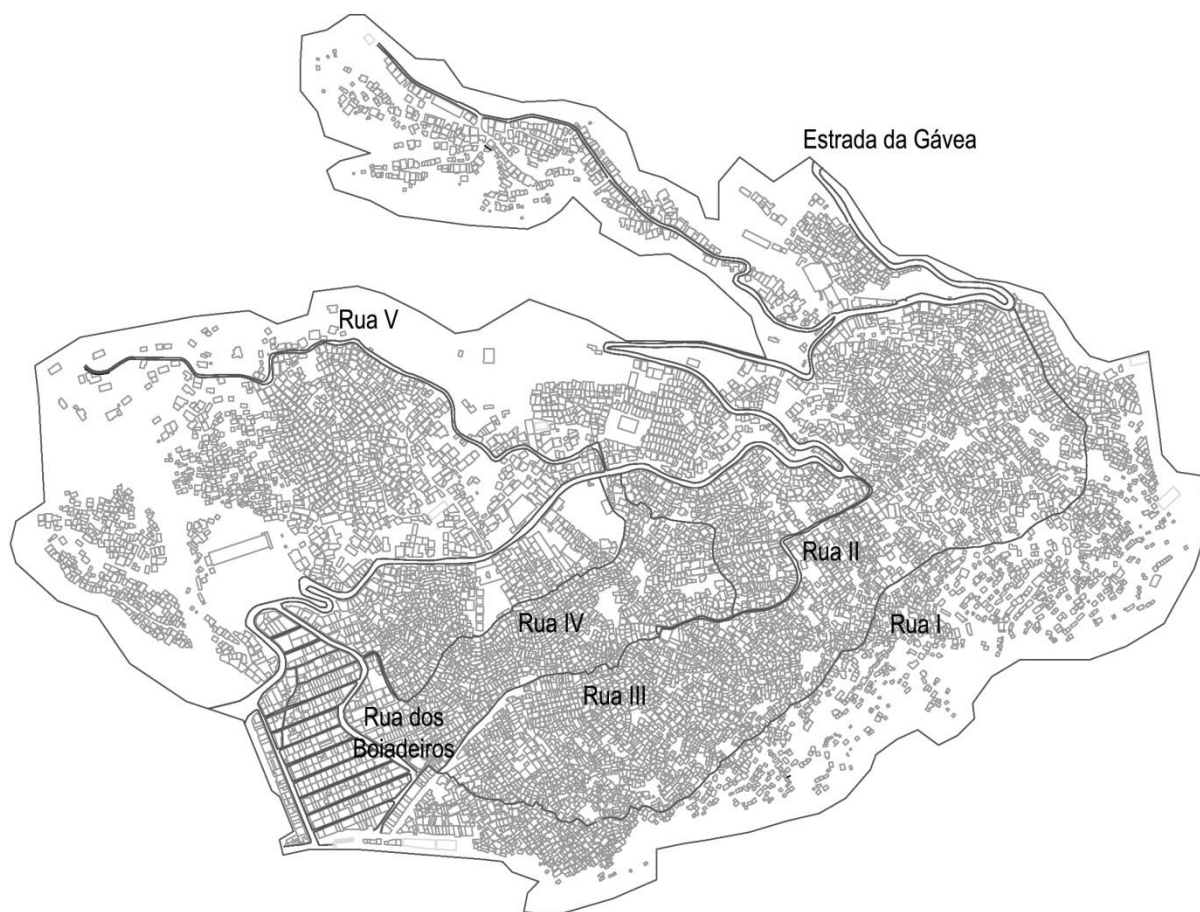 Estrada da Gávea
Rua V
Rua II
Rua IV
Rua I
Rua III
Rua dos
Boiadeiros